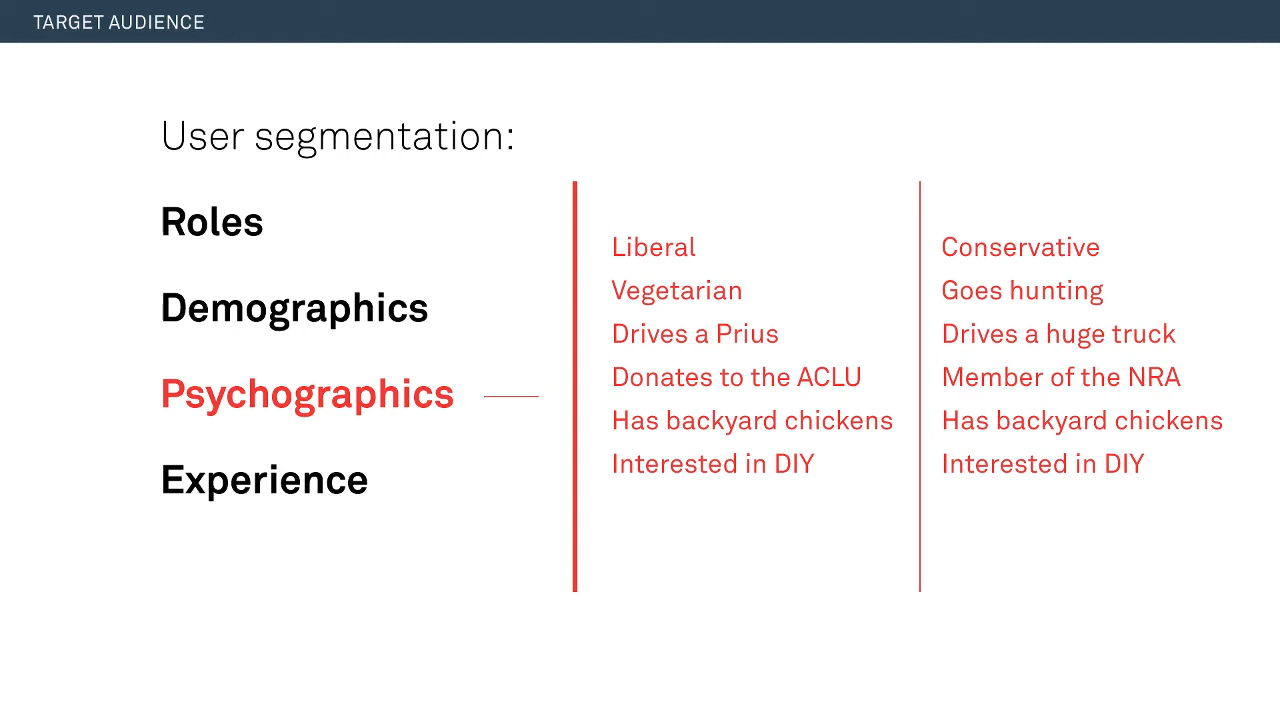 TARGET AUDIENCE
User segmentation:
Roles
Demographics
Psychographics
Experience
Liberal
Vegetarian
Drives a Prius
Donates to the ACLU
Has backyard chickens
Interested in DIY
Conservative
Goes hunting
Drives a huge truck
Member of the NRA
Has backyard chickens
Interested in DIY